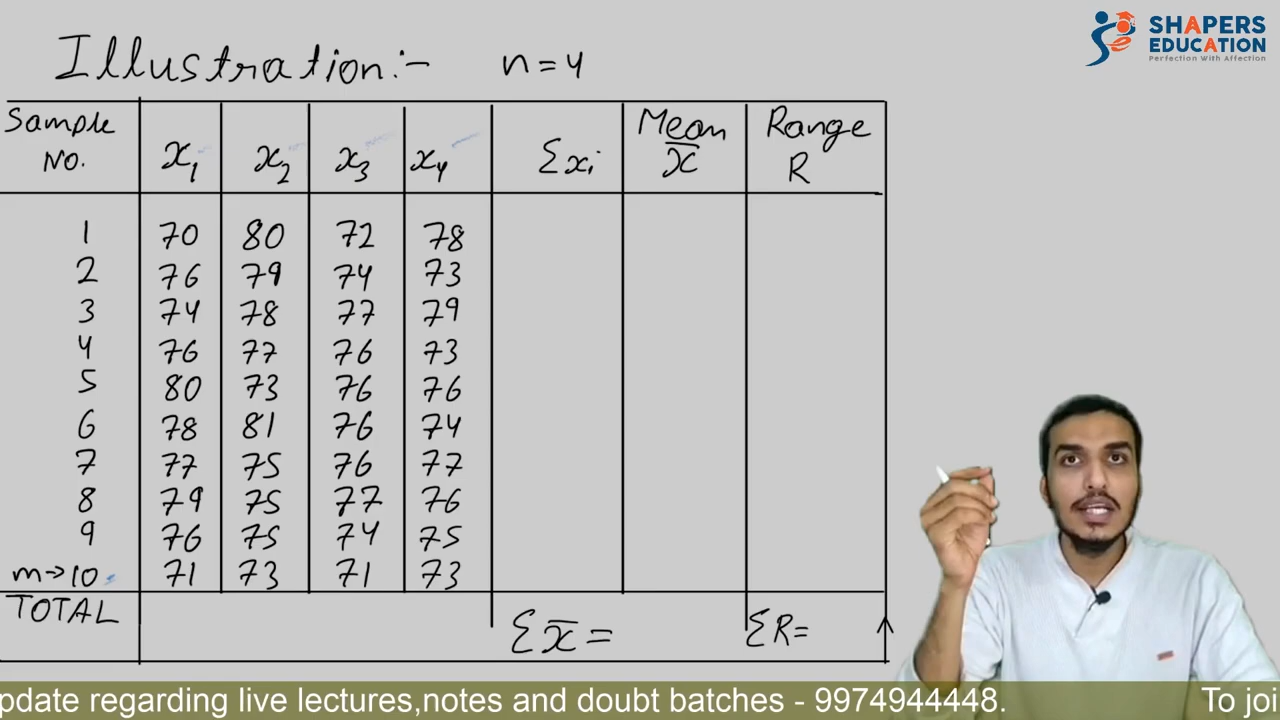 SHAPERS
EDUCATION
Perfection With Affection
Illustration:- n=4
Sample No. x₁ x₂ x₃ x₄ Σxᵢ Mean x̄ Range R
1 70 80 72 78
2 76 79 74 73
3 74 78 77 79
4 76 77 76 73
5 80 73 76 76
6 78 81 76 74
7 77 75 76 77
8 79 75 77 76
9 76 75 74 75
m→10 71 73 71 73
TOTAL Σx̄ = ΣR=
pdate regarding live lectures,notes and doubt batches - 9974944448. To joi